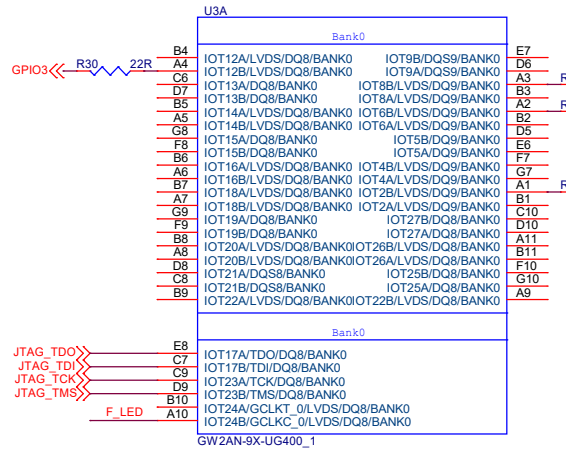 U3A
Bank0
B4 IOT12A/LVDS/DQ8/BANK0 IOT9B/DQS9/BANK0 E7
GPIO3 R30 22R A4 IOT12B/LVDS/DQ8/BANK0 IOT9A/DQS9/BANK0 D6
C6 IOT13A/DQ8/BANK0 IOT8B/LVDS/DQ9/BANK0 A3 R
D7 IOT13B/DQ8/BANK0 IOT8A/LVDS/DQ9/BANK0 B3
B5 IOT14A/LVDS/DQ8/BANK0 IOT6B/LVDS/DQ9/BANK0 A2 R
A5 IOT14B/LVDS/DQ8/BANK0 IOT6A/LVDS/DQ9/BANK0 B2
G8 IOT15A/DQ8/BANK0 IOT5B/DQ9/BANK0 D5
F8 IOT15B/DQ8/BANK0 IOT5A/DQ9/BANK0 E6
B6 IOT16A/LVDS/DQ8/BANK0 IOT4B/LVDS/DQ9/BANK0 F7
A6 IOT16B/LVDS/DQ8/BANK0 IOT4A/LVDS/DQ9/BANK0 G7
B7 IOT18A/LVDS/DQ8/BANK0 IOT2B/LVDS/DQ9/BANK0 A1 R
A7 IOT18B/LVDS/DQ8/BANK0 IOT2A/LVDS/DQ9/BANK0 B1
G9 IOT19A/DQ8/BANK0 IOT27B/DQ8/BANK0 C10
F9 IOT19B/DQ8/BANK0 IOT27A/DQ8/BANK0 D10
B8 IOT20A/LVDS/DQ8/BANK0 IOT26B/LVDS/DQ8/BANK0 A11
A8 IOT20B/LVDS/DQ8/BANK0 IOT26A/LVDS/DQ8/BANK0 B11
D8 IOT21A/DQS8/BANK0 IOT25B/DQ8/BANK0 F10
C8 IOT21B/DQS8/BANK0 IOT25A/DQ8/BANK0 G10
B9 IOT22A/LVDS/DQ8/BANK0 IOT22B/LVDS/DQ8/BANK0 A9
Bank0
JTAG_TDO E8 IOT17A/TDO/DQ8/BANK0
JTAG_TDI C7 IOT17B/TDI/DQ8/BANK0
JTAG_TCK C9 IOT23A/TCK/DQ8/BANK0
JTAG_TMS D9 IOT23B/TMS/DQ8/BANK0
B10 IOT24A/GCLKT_0/LVDS/DQ8/BANK0
F_LED A10 IOT24B/GCLKC_0/LVDS/DQ8/BANK0
GW2AN-9X-UG400_1